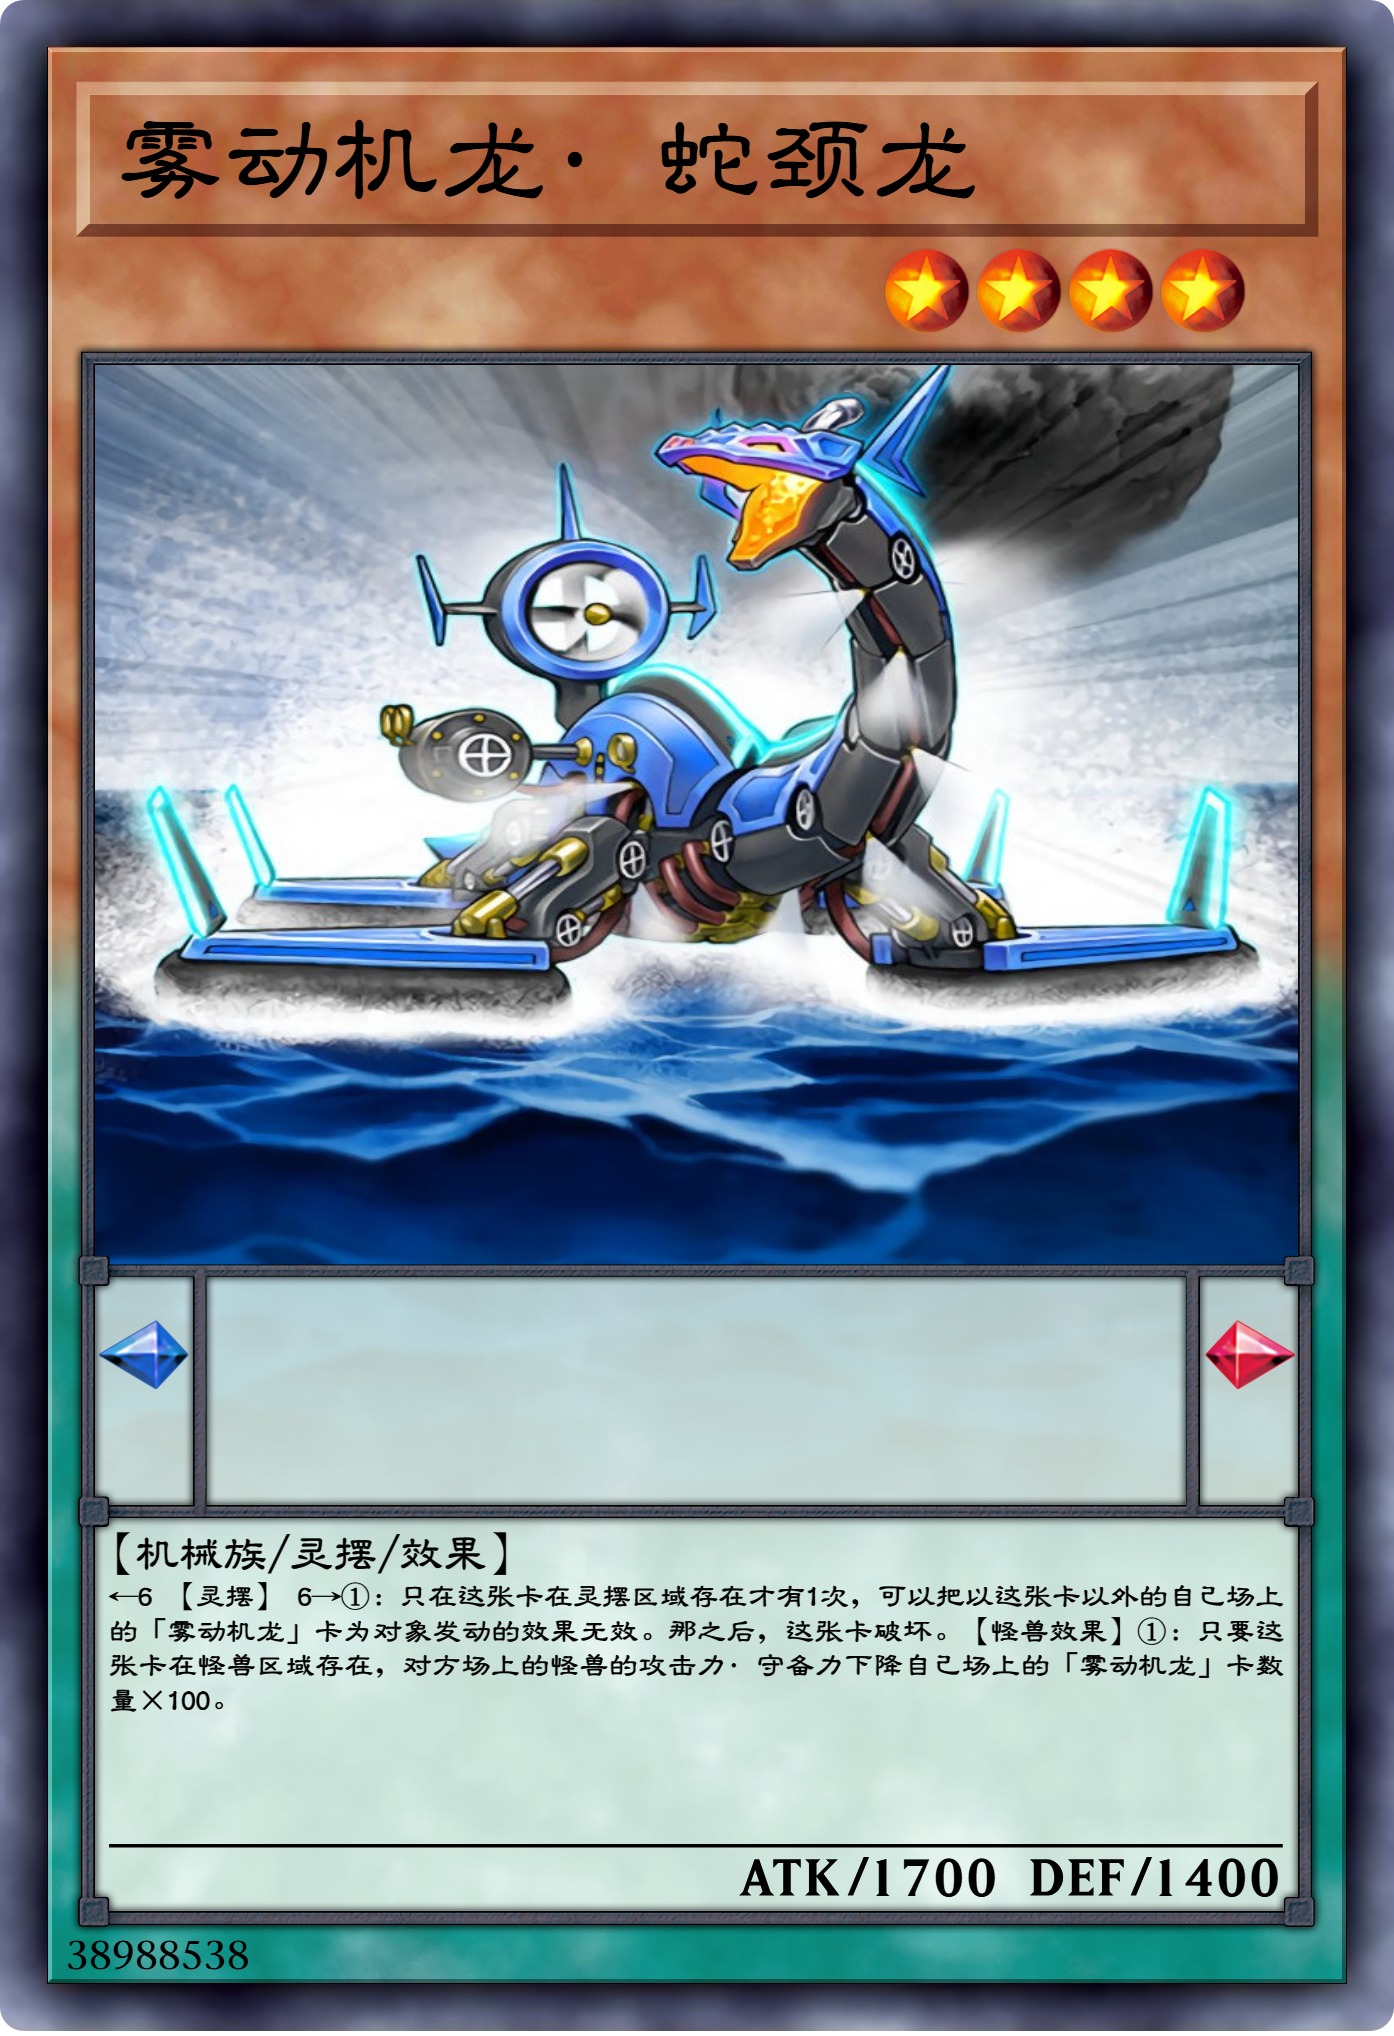 雾动机龙· 蛇颈龙
【机械族/灵摆/效果】
←6 【灵摆】 6→①：只在这张卡在灵摆区域存在才有1次，可以把以这张卡以外的自己场上
的「雾动机龙」卡为对象发动的效果无效。那之后，这张卡破坏。【怪兽效果】①：只要这
张卡在怪兽区域存在，对方场上的怪兽的攻击力· 守备力下降自己场上的「雾动机龙」卡数
量×100。
ATK/1700 DEF/1400
38988538